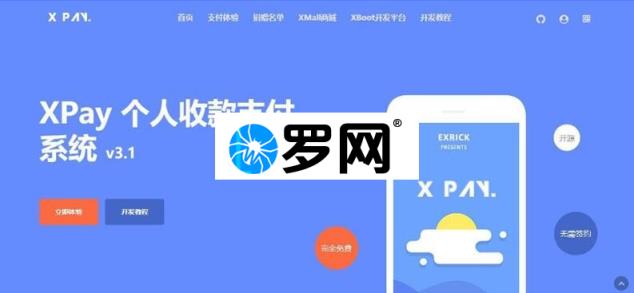 X PAY.
首页 支付体验 捐赠名单 XMall商城 XBoot开发平台 开发教程
XPay 个人收款支付
系统 v3.1
罗网®
立即体验 开发教程
EXRICK
PRESENTS
X PAY.
开源
无需签约
完全免费